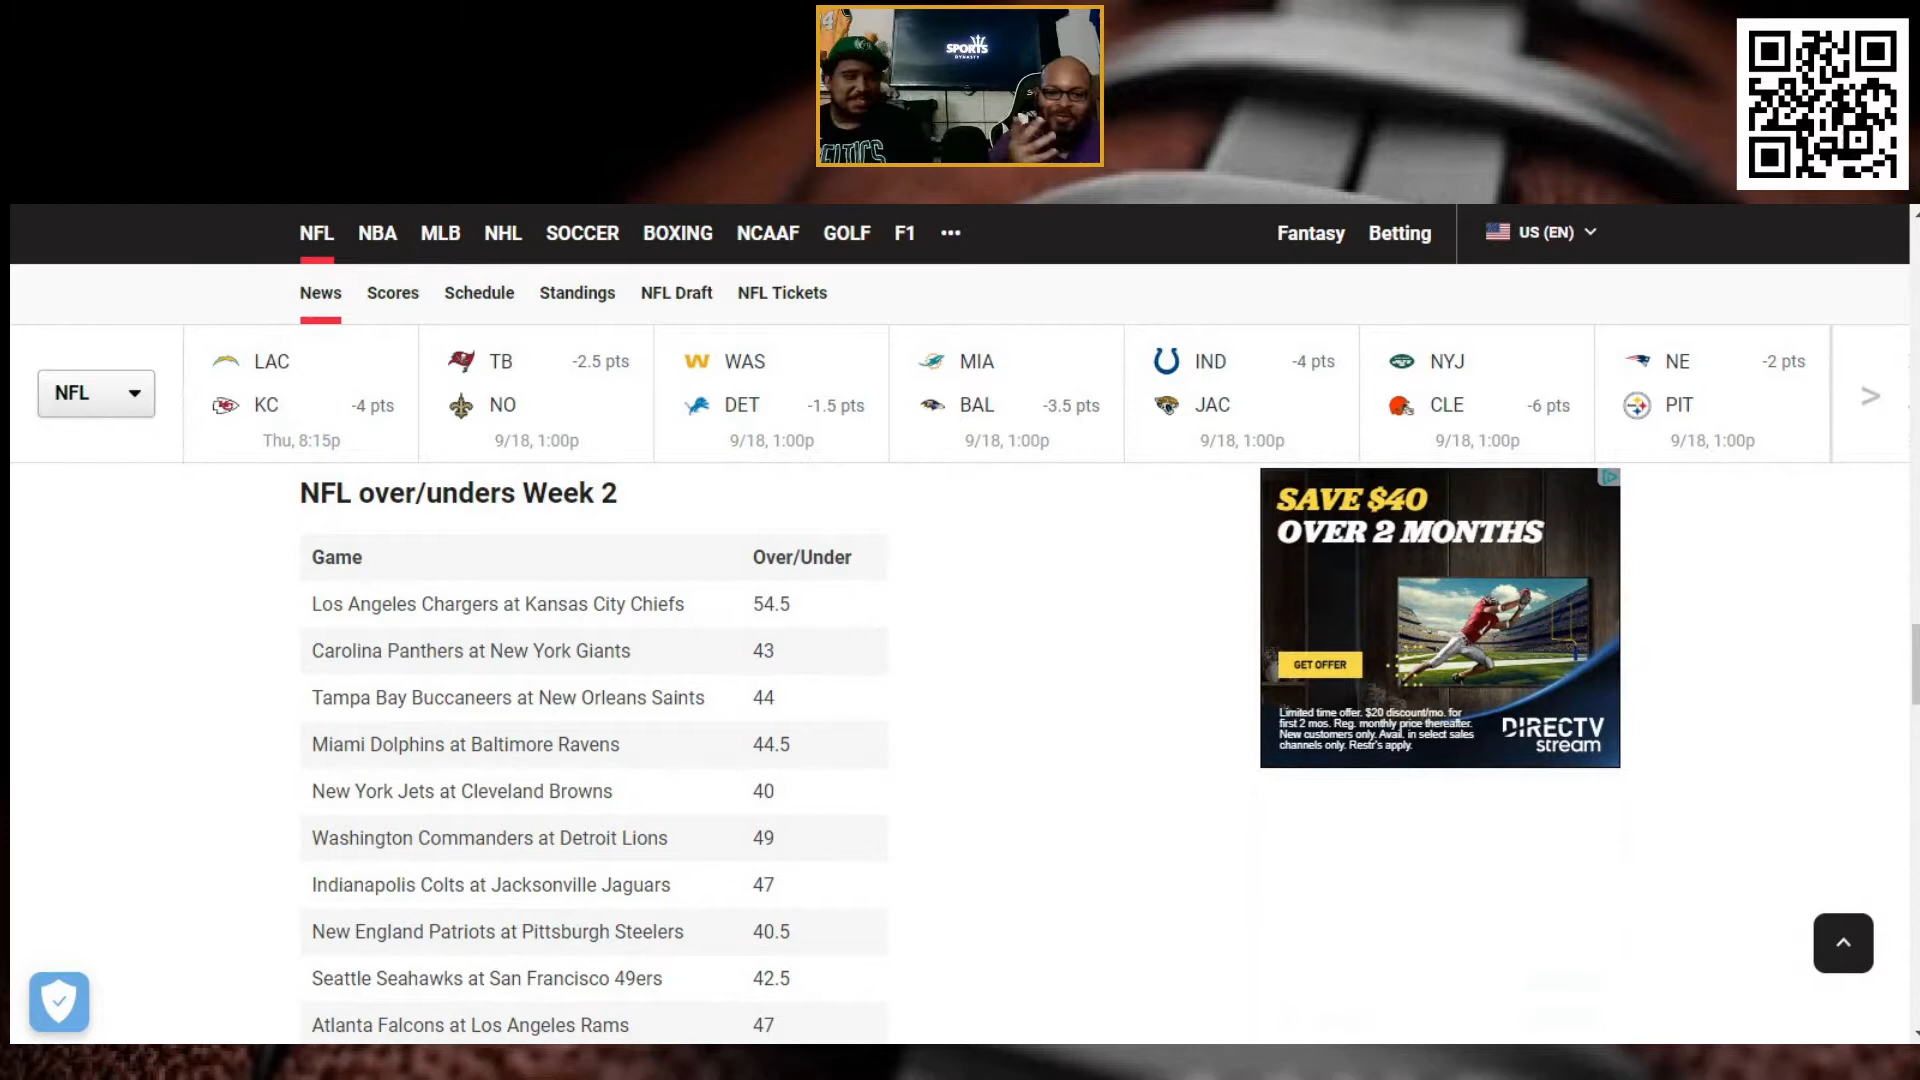 SPORTS
DYNASTY
CELTICS
NFL NBA MLB NHL SOCCER BOXING NCAAF GOLF F1 ••• Fantasy Betting US (EN)
News Scores Schedule Standings NFL Draft NFL Tickets
NFL
LAC
KC -4 pts
Thu, 8:15p
TB -2.5 pts
NO
9/18, 1:00p
WAS
DET -1.5 pts
9/18, 1:00p
MIA
BAL -3.5 pts
9/18, 1:00p
IND -4 pts
JAC
9/18, 1:00p
NYJ
CLE -6 pts
9/18, 1:00p
NE -2 pts
PIT
9/18, 1:00p
>
NFL over/unders Week 2
Game Over/Under
Los Angeles Chargers at Kansas City Chiefs 54.5
Carolina Panthers at New York Giants 43
Tampa Bay Buccaneers at New Orleans Saints 44
Miami Dolphins at Baltimore Ravens 44.5
New York Jets at Cleveland Browns 40
Washington Commanders at Detroit Lions 49
Indianapolis Colts at Jacksonville Jaguars 47
New England Patriots at Pittsburgh Steelers 40.5
Seattle Seahawks at San Francisco 49ers 42.5
Atlanta Falcons at Los Angeles Rams 47
SAVE $40
OVER 2 MONTHS
GET OFFER
Limited time offer. $20 discount/mo. for
first 2 mos. Reg. monthly price thereafter.
New customers only. Avail. in select sales
channels only. Restr's apply.
DIRECTV
stream